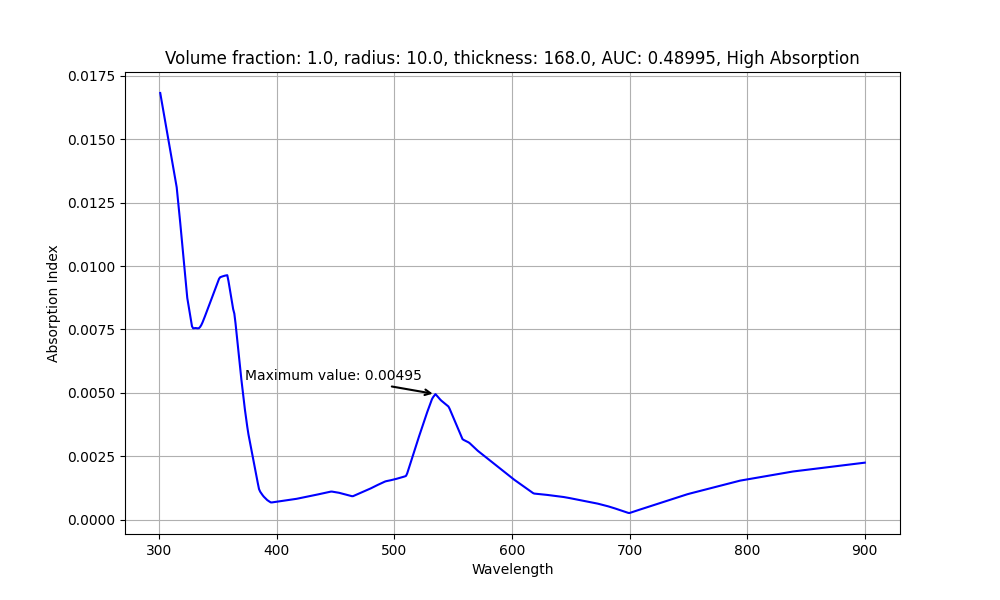 Volume fraction: 1.0, radius: 10.0, thickness: 168.0, AUC: 0.48995, High Absorption
0.0175
0.0150
0.0125
0.0100
0.0075
0.0050
0.0025
0.0000
Absorption Index
Maximum value: 0.00495
300 400 500 600 700 800 900
Wavelength